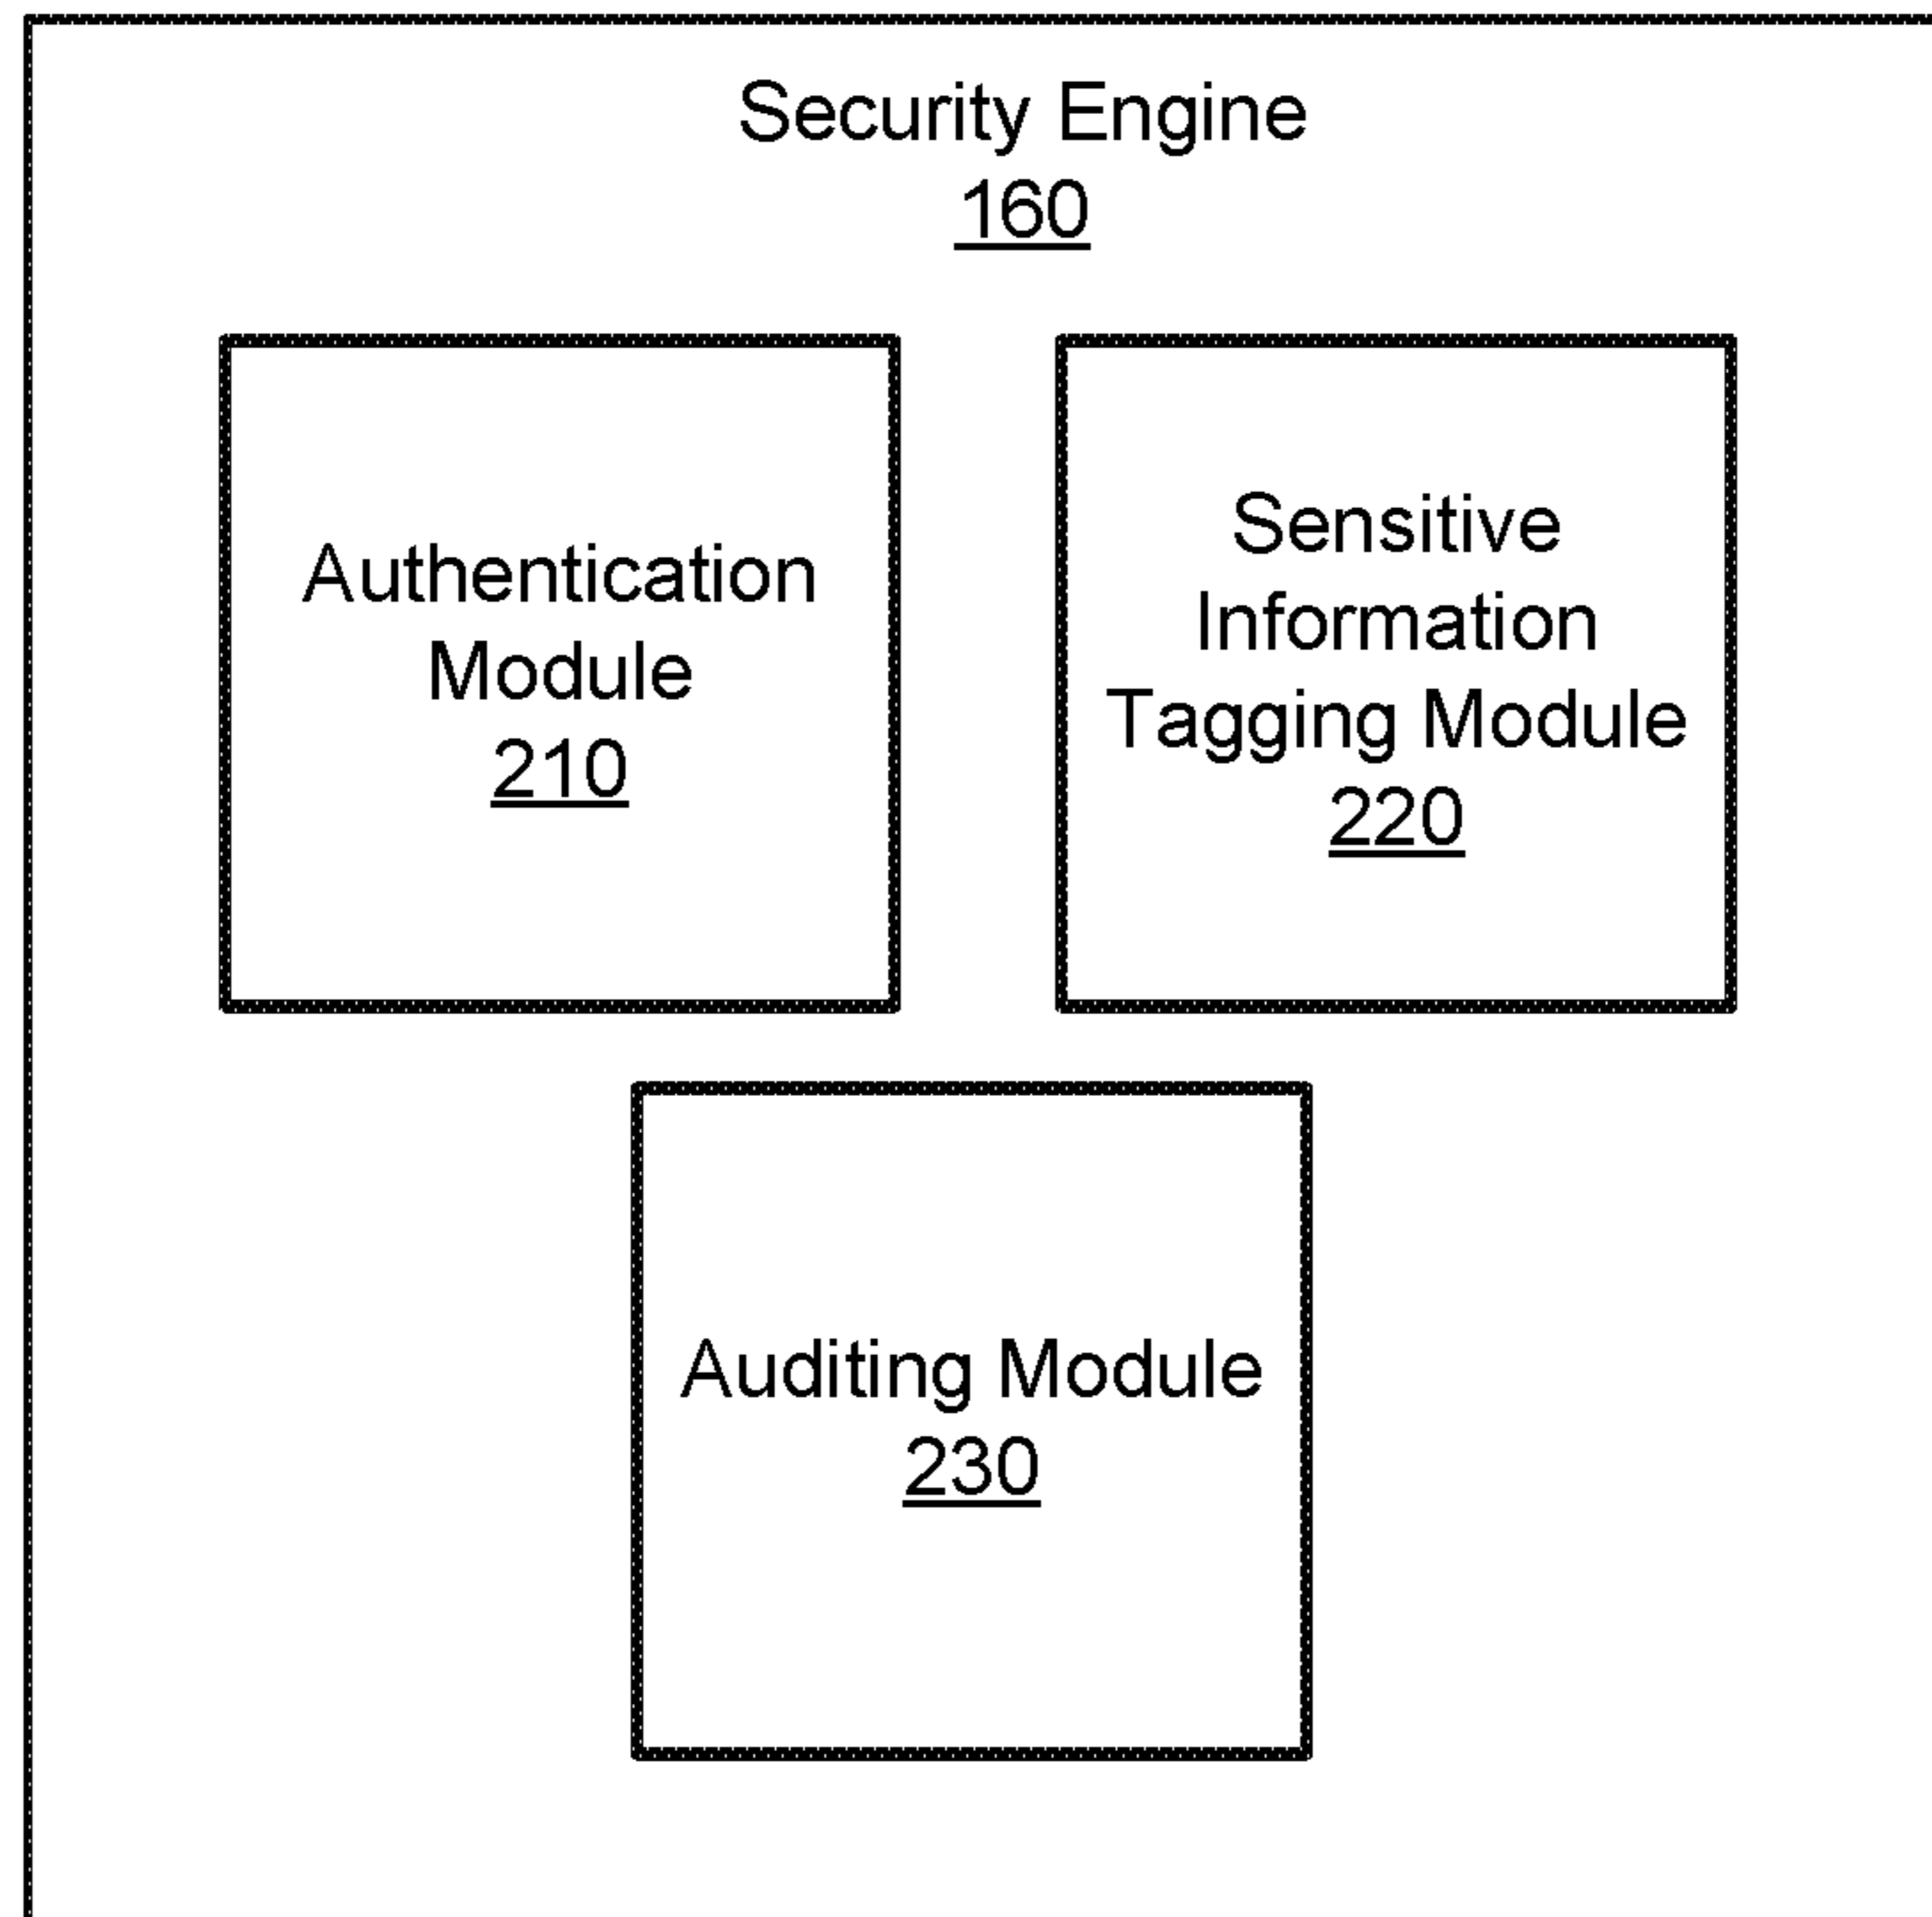 Security Engine
160
Authentication
Module
210
Sensitive
Information
Tagging Module
220
Auditing Module
230